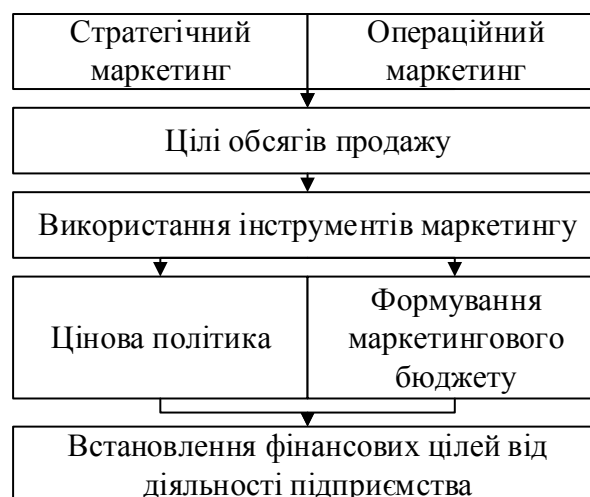 Стратегічний
маркетинг
Операційний
маркетинг
Цілі обсягів продажу
Використання інструментів маркетингу
Цінова політика
Формування
маркетингового
бюджету
Встановлення фінансових цілей від
діяльності підприємства